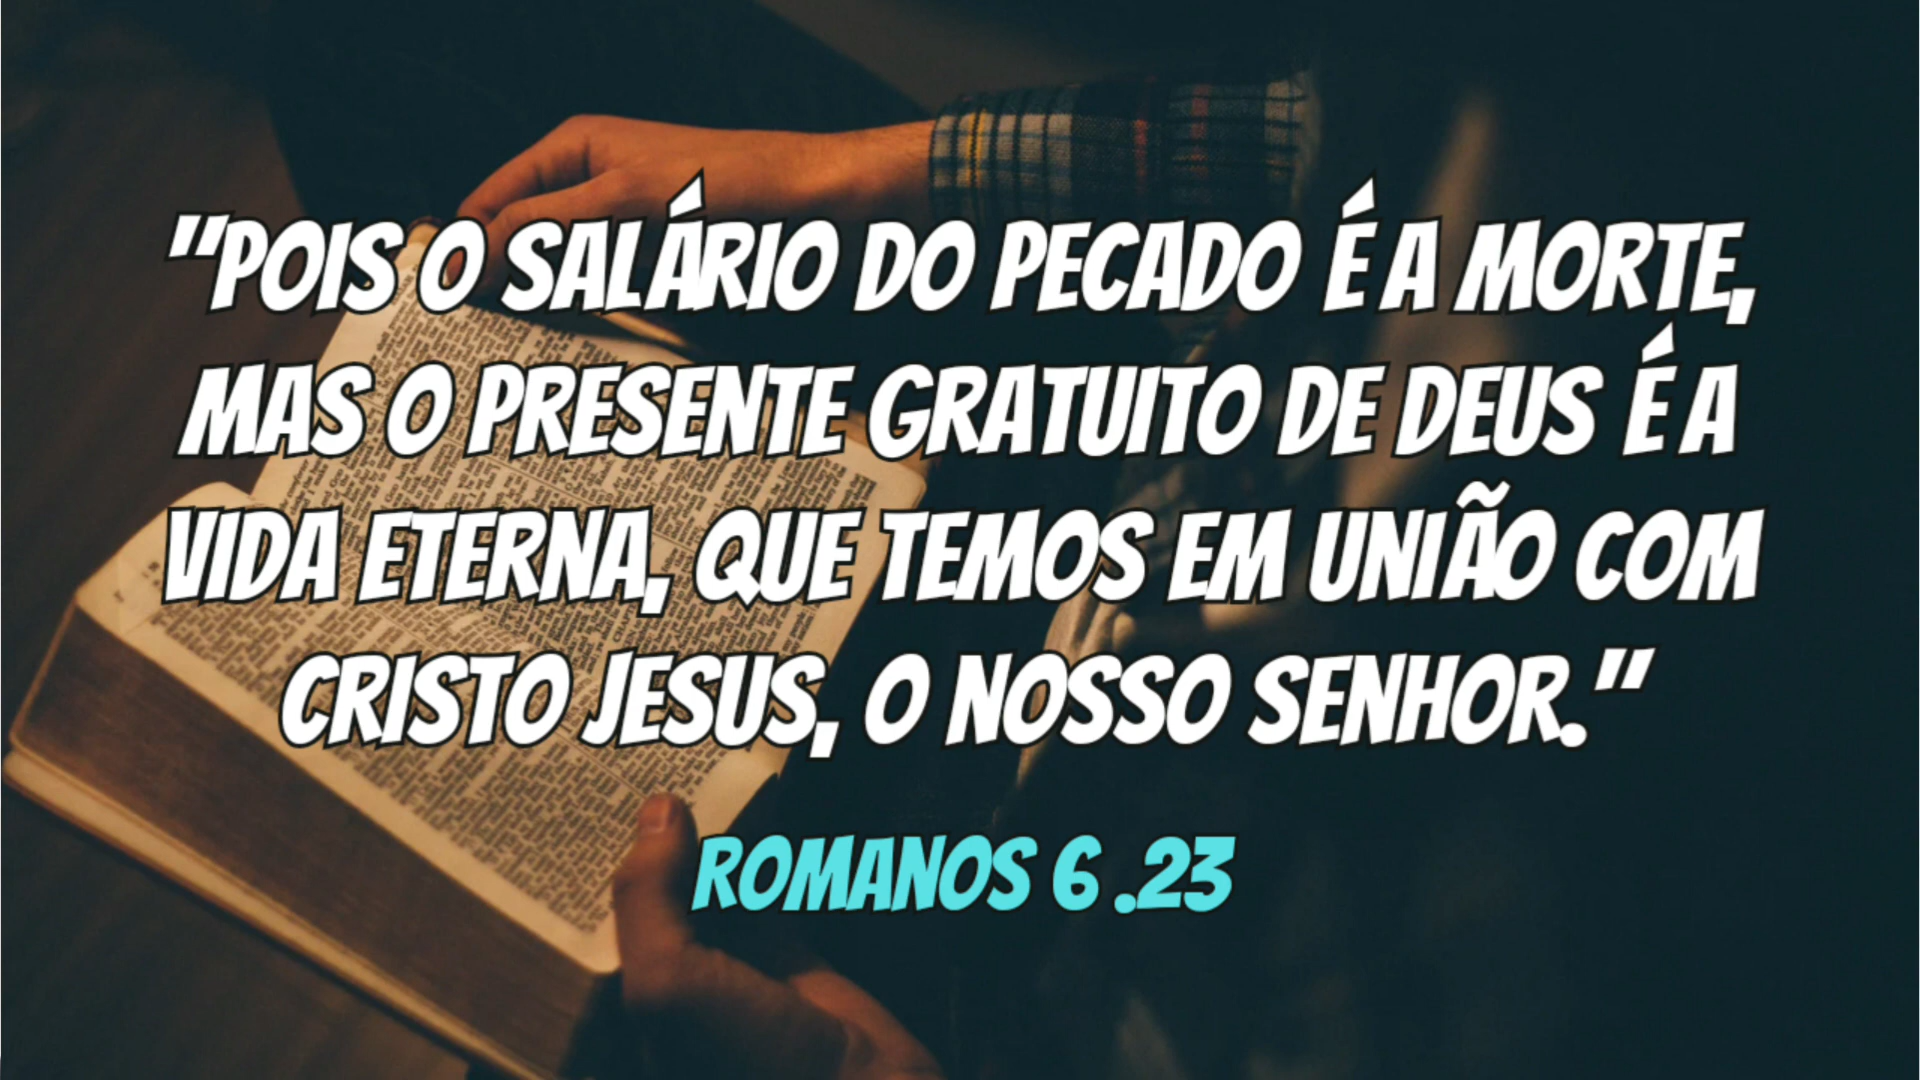 "POIS O SALÁRIO DO PECADO É A MORTE,
MAS O PRESENTE GRATUITO DE DEUS É A
VIDA ETERNA, QUE TEMOS EM UNIÃO COM
CRISTO JESUS, O NOSSO SENHOR."
ROMANOS 6 .23